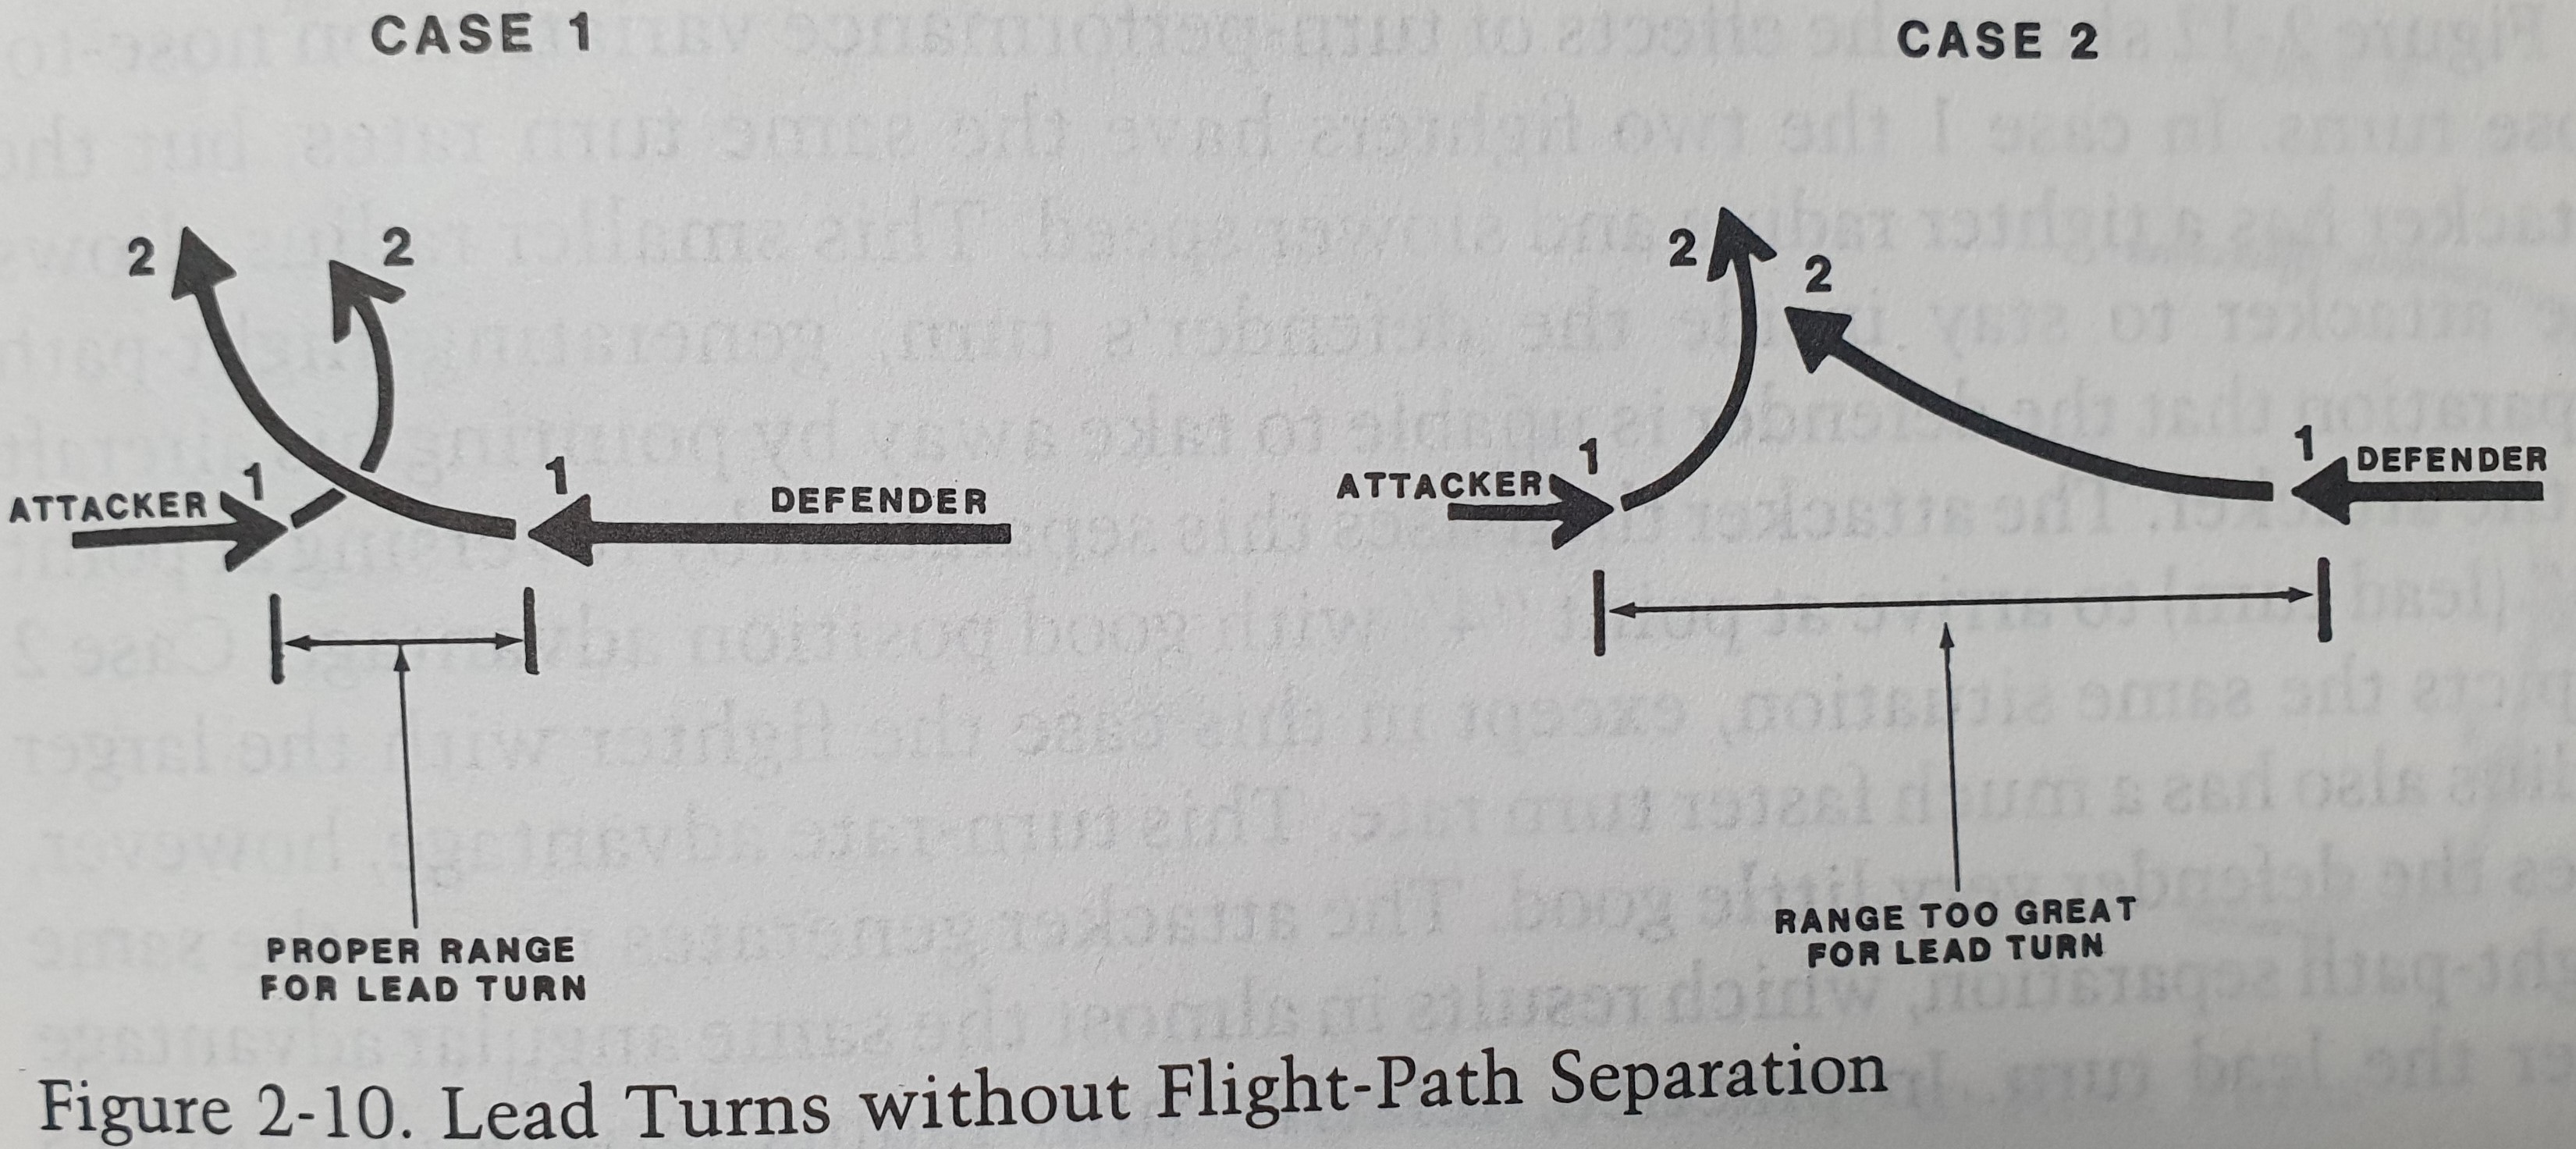 CASE 1
2
2
1
1
ATTACKER
DEFENDER
PROPER RANGE
FOR LEAD TURN
CASE 2
2
2
1
1
ATTACKER
DEFENDER
RANGE TOO GREAT
FOR LEAD TURN
Figure 2-10. Lead Turns without Flight-Path Separation